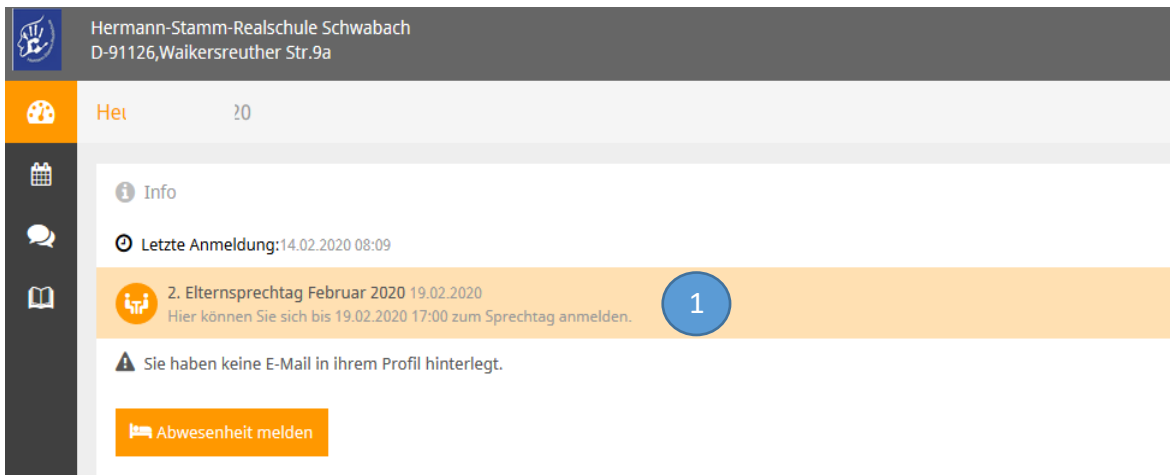 Hermann-Stamm-Realschule Schwabach
D-91126,Waikersreuther Str.9a
Info
Letzte Anmeldung:14.02.2020 08:09
2. Elternsprechtag Februar 2020 19.02.2020
Hier können Sie sich bis 19.02.2020 17:00 zum Sprechtag anmelden.
1
Sie haben keine E-Mail in ihrem Profil hinterlegt.
Abwesenheit melden